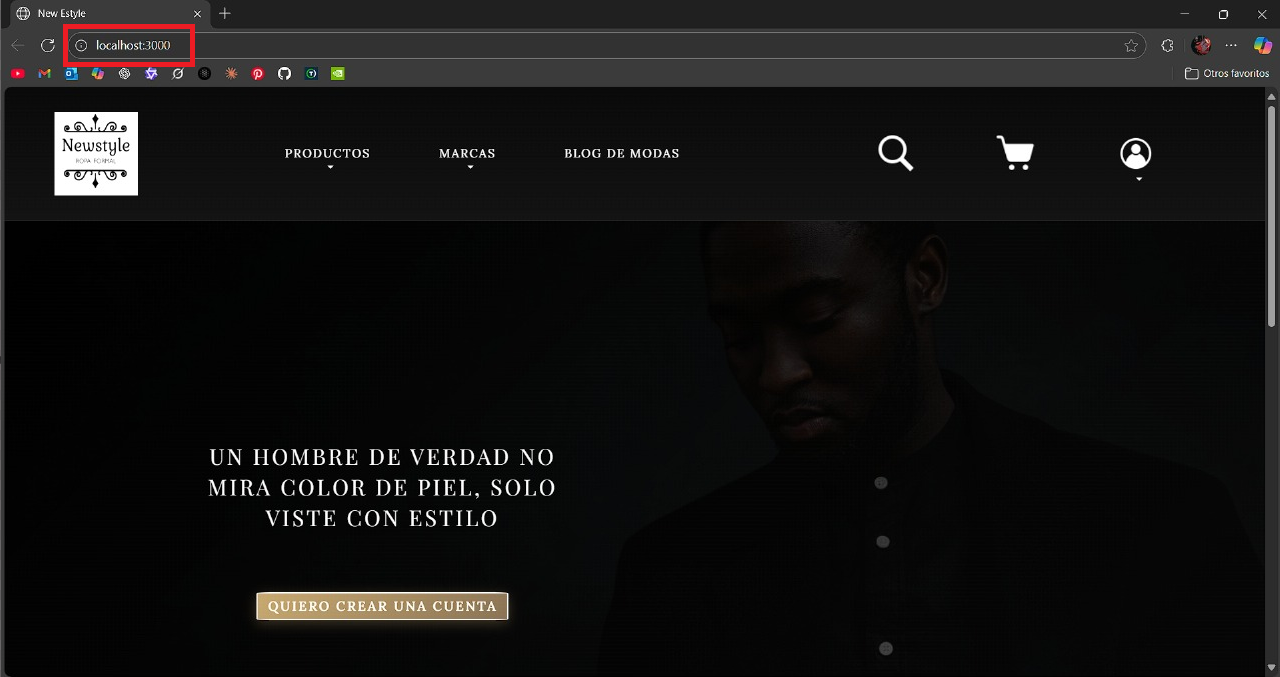 New Estyle
localhost:3000
Otros favoritos
Newstyle
ROPA FORMAL
PRODUCTOS
MARCAS
BLOG DE MODAS
UN HOMBRE DE VERDAD NO
MIRA COLOR DE PIEL, SOLO
VISTE CON ESTILO
QUIERO CREAR UNA CUENTA